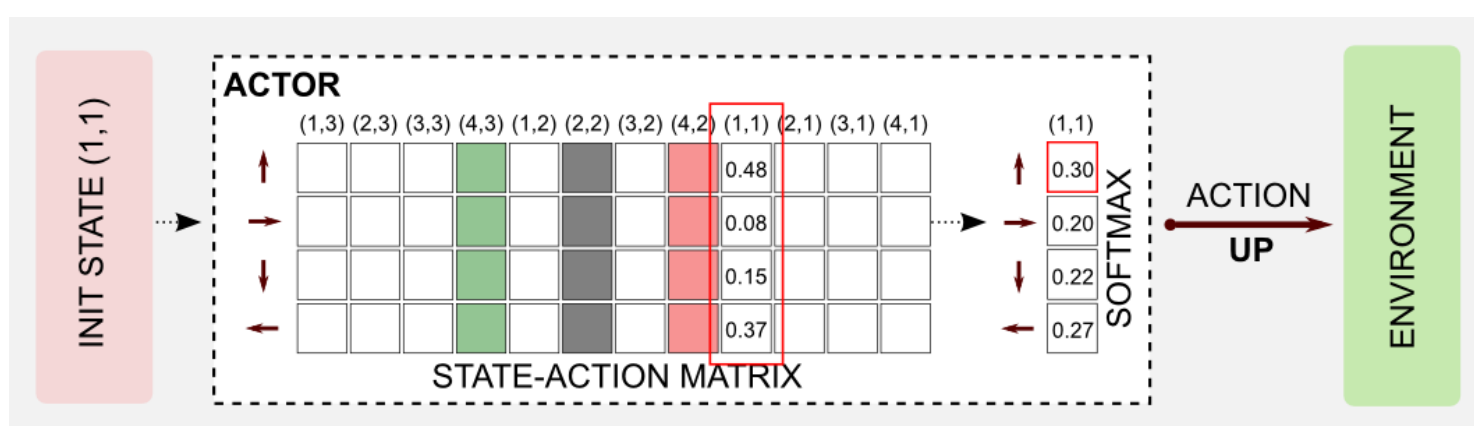 INIT STATE (1,1)
ACTOR
(1,3) (2,3) (3,3) (4,3) (1,2) (2,2) (3,2) (4,2) (1,1) (2,1) (3,1) (4,1)
0.48
0.08
0.15
0.37
STATE-ACTION MATRIX
(1,1)
0.30
0.20
0.22
0.27
SOFTMAX
ACTION
UP
ENVIRONMENT